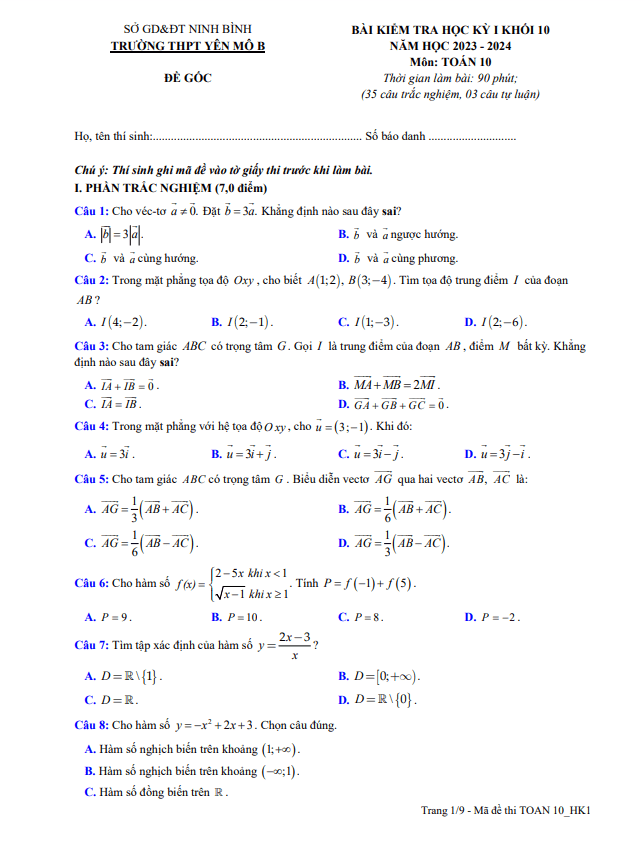 SỞ GD&ĐT NINH BÌNH
TRƯỜNG THPT YÊN MÔ B
ĐỀ GỐC
BÀI KIỂM TRA HỌC KỲ I KHỐI 10
NĂM HỌC 2023 - 2024
Môn: TOÁN 10
Thời gian làm bài: 90 phút;
(35 câu trắc nghiệm, 03 câu tự luận)
Họ, tên thí sinh:................................................................ Số báo danh ...........................
Chú ý: Thí sinh ghi mã đề vào tờ giấy thi trước khi làm bài.
I. PHẦN TRẮC NGHIỆM (7,0 điểm)
Câu 1: Cho véc-tơ $\vec{a} \neq \vec{0}$. Đặt $\vec{b} = 3\vec{a}$. Khẳng định nào sau đây sai?
A. $|\vec{b}| = 3|\vec{a}|$. B. $\vec{b}$ và $\vec{a}$ ngược hướng.
C. $\vec{b}$ và $\vec{a}$ cùng hướng. D. $\vec{b}$ và $\vec{a}$ cùng phương.
Câu 2: Trong mặt phẳng tọa độ Oxy, cho biết A(1;2), B(3;−4). Tìm tọa độ trung điểm I của đoạn
AB?
A. I(4;−2). B. I(2;−1). C. I(1;−3). D. I(2;−6).
Câu 3: Cho tam giác ABC có trọng tâm G. Gọi I là trung điểm của đoạn AB, điểm M bất kỳ. Khẳng
định nào sau đây sai?
A. $\overrightarrow{IA} + \overrightarrow{IB} = \vec{0}$. B. $\overrightarrow{MA} + \overrightarrow{MB} = 2\overrightarrow{MI}$.
C. $\overrightarrow{IA} = \overrightarrow{IB}$. D. $\overrightarrow{GA} + \overrightarrow{GB} + \overrightarrow{GC} = \vec{0}$.
Câu 4: Trong mặt phẳng với hệ tọa độ Oxy, cho $\vec{u} = (3;−1)$. Khi đó:
A. $\vec{u} = 3\vec{i}$. B. $\vec{u} = 3\vec{i} + \vec{j}$. C. $\vec{u} = 3\vec{i} − \vec{j}$. D. $\vec{u} = 3\vec{j} − \vec{i}$.
Câu 5: Cho tam giác ABC có trọng tâm G. Biểu diễn vectơ $\overrightarrow{AG}$ qua hai vectơ $\overrightarrow{AB}$, $\overrightarrow{AC}$ là:
A. $\overrightarrow{AG} = \frac{1}{3}(\overrightarrow{AB} + \overrightarrow{AC})$. B. $\overrightarrow{AG} = \frac{1}{6}(\overrightarrow{AB} + \overrightarrow{AC})$.
C. $\overrightarrow{AG} = \frac{1}{6}(\overrightarrow{AB} − \overrightarrow{AC})$. D. $\overrightarrow{AG} = \frac{1}{3}(\overrightarrow{AB} − \overrightarrow{AC})$.
Câu 6: Cho hàm số $f(x) = \begin{cases} 2−5x \text{ khi } x<1 \\ \sqrt{x−1} \text{ khi } x≥1 \end{cases}$. Tính $P = f(−1) + f(5)$.
A. P = 9. B. P = 10. C. P = 8. D. P = −2.
Câu 7: Tìm tập xác định của hàm số $y = \frac{2x−3}{x}$?
A. D = ℝ\{1}. B. D = [0;+∞).
C. D = ℝ. D. D = ℝ\{0}.
Câu 8: Cho hàm số $y = −x^2 + 2x + 3$. Chọn câu đúng.
A. Hàm số nghịch biến trên khoảng (1;+∞).
B. Hàm số nghịch biến trên khoảng (−∞;1).
C. Hàm số đồng biến trên ℝ.
Trang 1/9 - Mã đề thi TOAN 10_HK1